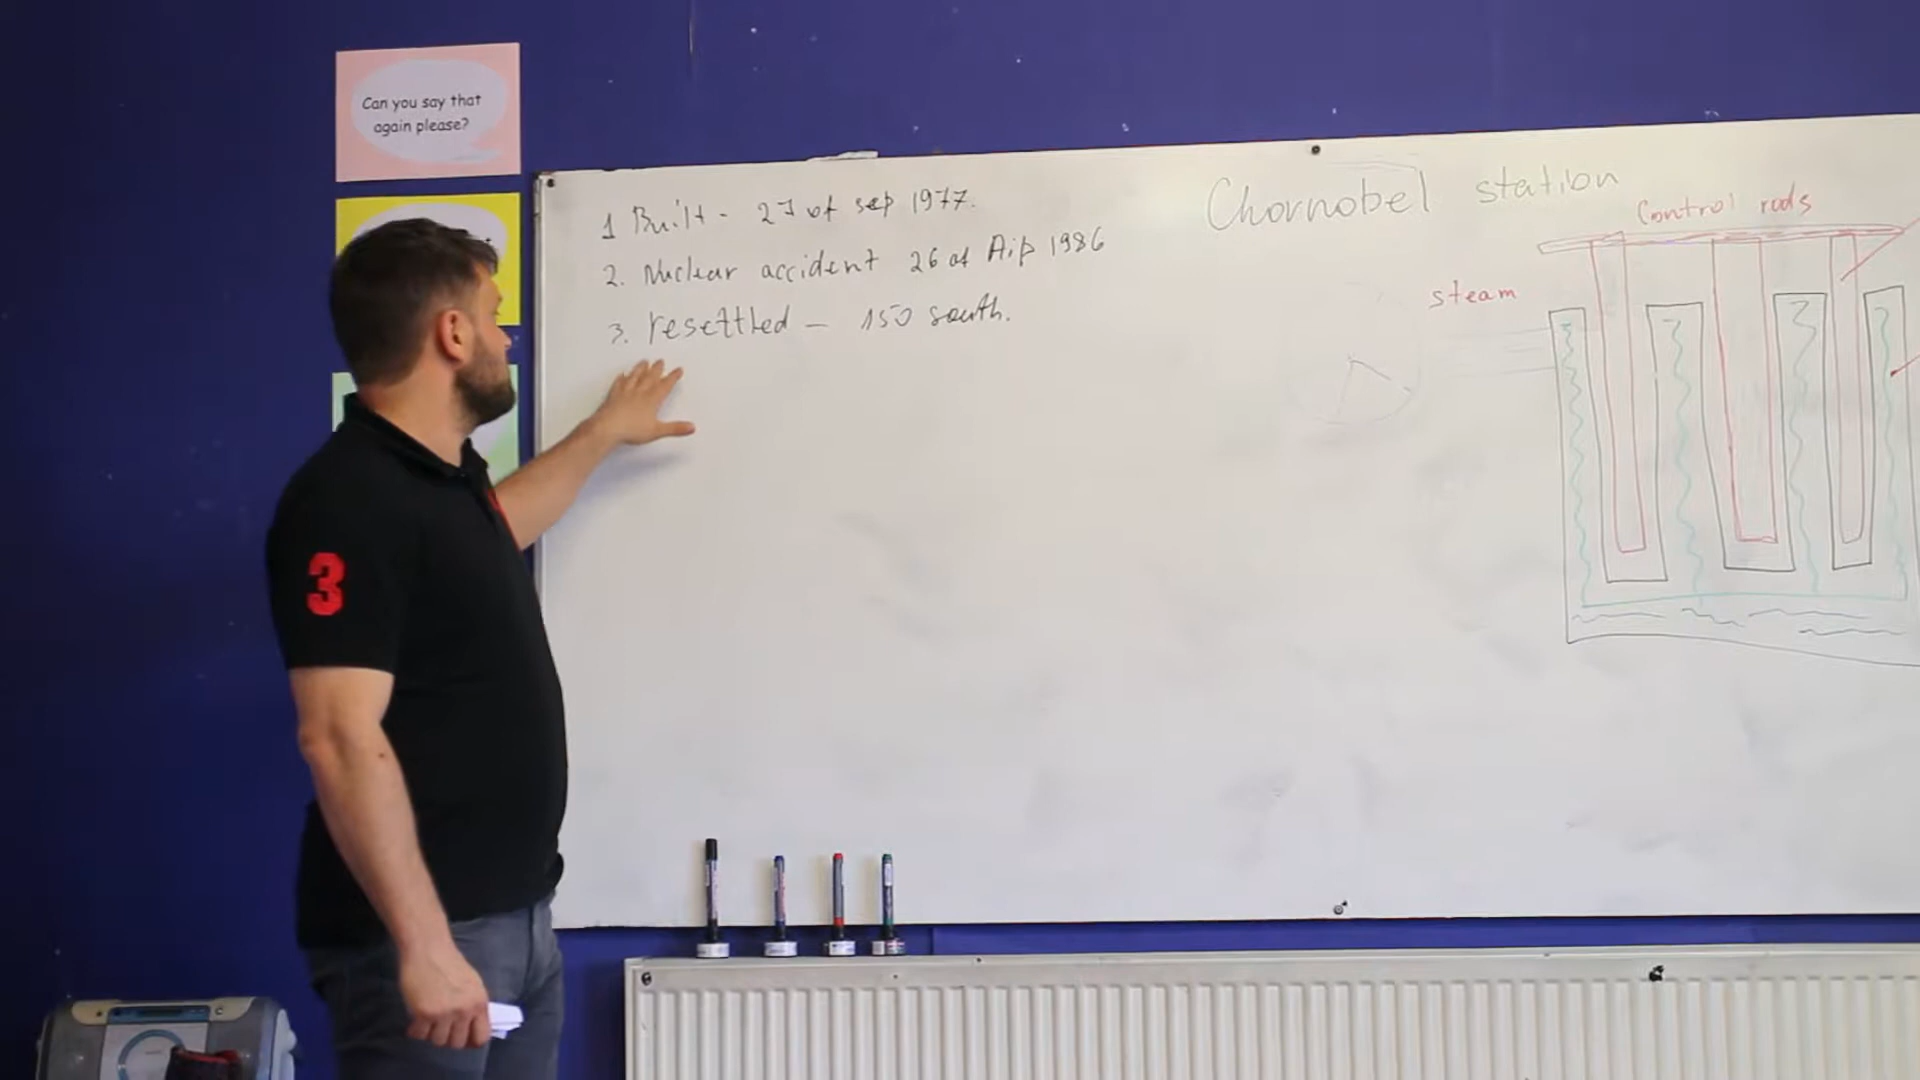 Can you say that
again please?
1 Built - 27 of sep 1977.
2. Nuclear accident 26 of Aip 1986
3. resettled - 150 south.
Chornobel station
Control rods
steam
3